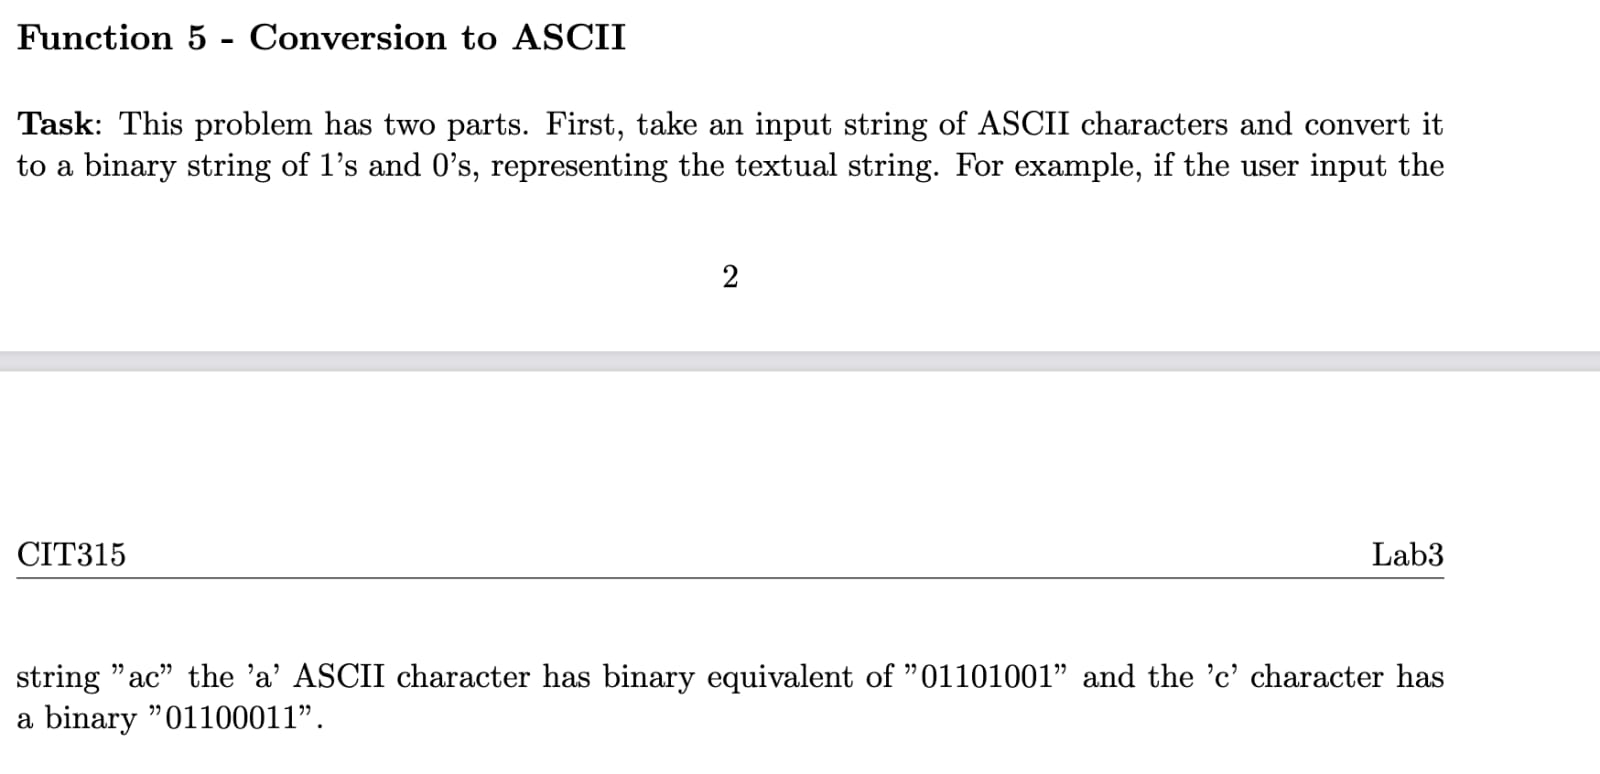 Function 5 - Conversion to ASCII
Task: This problem has two parts. First, take an input string of ASCII characters and convert it
to a binary string of 1’s and 0’s, representing the textual string. For example, if the user input the
2
CIT315 Lab3
string ”ac” the ’a’ ASCII character has binary equivalent of ”01101001” and the ’c’ character has
a binary ”01100011”.